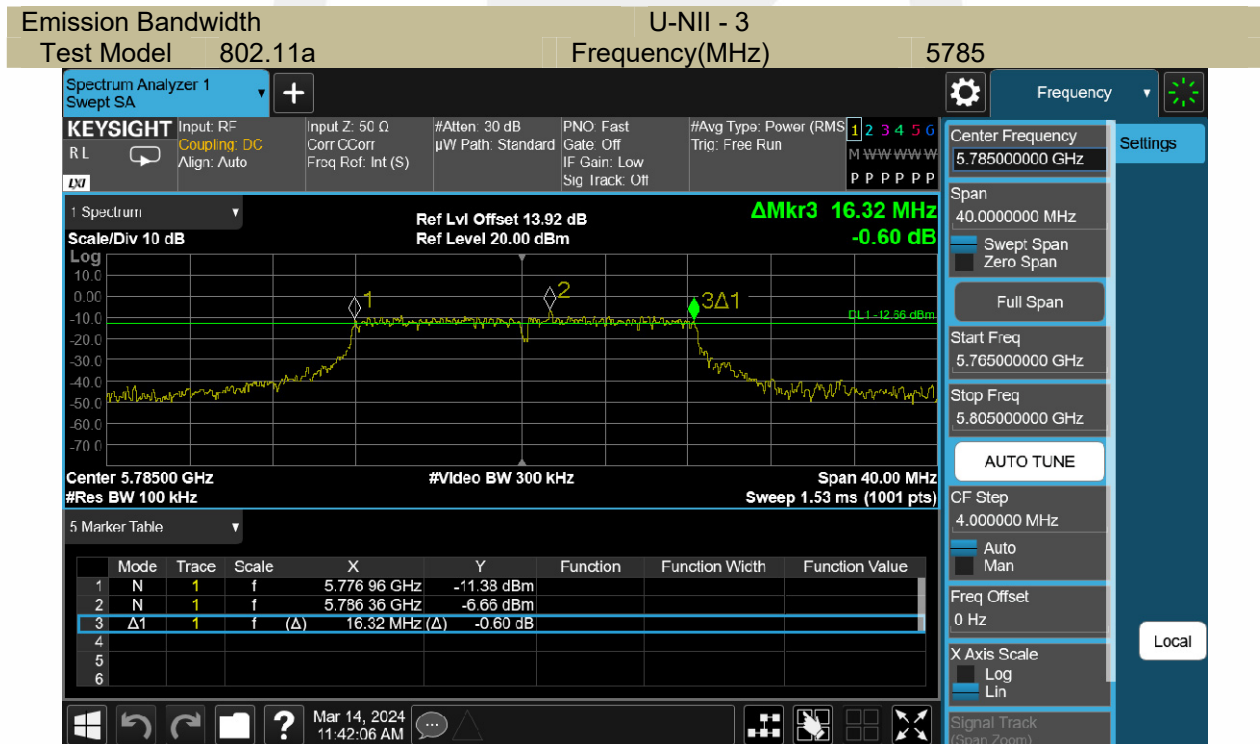 Emission Bandwidth U-NII - 3
Test Model 802.11a Frequency(MHz) 5785
Spectrum Analyzer 1
Swept SA
+
Frequency
KEYSIGHT Input: RF Input Z: 50 Ω #Atten: 30 dB PNO: Fast #Avg Type: Power (RMS 1 2 3 4 5 6
RL Coupling: DC Corr CCorr µW Path: Standard Gate: Off Trig: Free Run M W W W W W
Align: Auto Freq Ref: Int (S) IF Gain: Low
LXI Sig Track: Off P P P P P P
1 Spectrum
Ref Lvl Offset 13.92 dB ΔMkr3 16.32 MHz
Scale/Div 10 dB Ref Level 20.00 dBm -0.60 dB
Log
10.0
0.00
-10.0
-20.0
-30.0
-40.0
-50.0
-60.0
-70.0
1
2
3Δ1
DL1 -12.66 dBm
Center 5.78500 GHz #Video BW 300 kHz Span 40.00 MHz
#Res BW 100 kHz Sweep 1.53 ms (1001 pts)
5 Marker Table
Mode Trace Scale X Y Function Function Width Function Value
1 N 1 f 5.776 96 GHz -11.38 dBm
2 N 1 f 5.786 36 GHz -6.66 dBm
3 Δ1 1 f (Δ) 16.32 MHz (Δ) -0.60 dB
4
5
6
Center Frequency
5.785000000 GHz
Settings
Span
40.0000000 MHz
Swept Span
Zero Span
Full Span
Start Freq
5.765000000 GHz
Stop Freq
5.805000000 GHz
AUTO TUNE
CF Step
4.000000 MHz
Auto
Man
Freq Offset
0 Hz
X Axis Scale
Log
Lin
Local
Signal Track
(Span Zoom)
?
Mar 14, 2024
11:42:06 AM